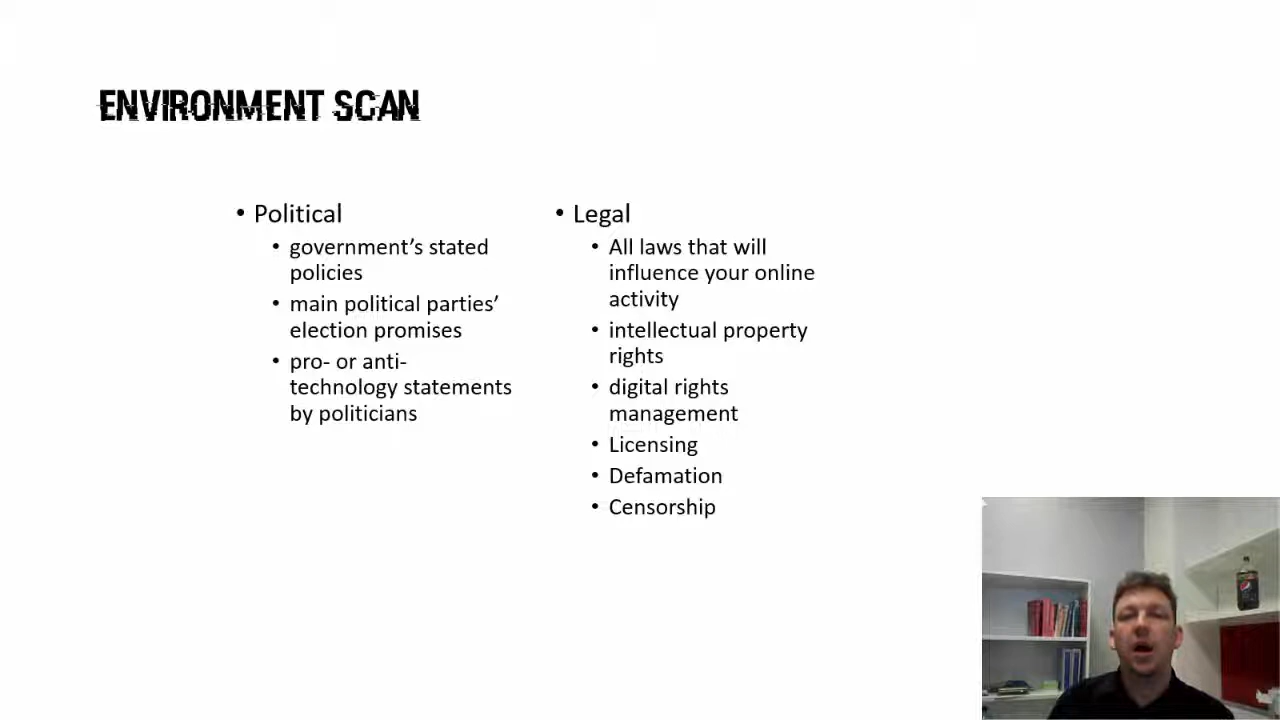 ENVIRONMENT SCAN
• Political
• government’s stated
policies
• main political parties’
election promises
• pro- or anti-
technology statements
by politicians
• Legal
• All laws that will
influence your online
activity
• intellectual property
rights
• digital rights
management
• Licensing
• Defamation
• Censorship